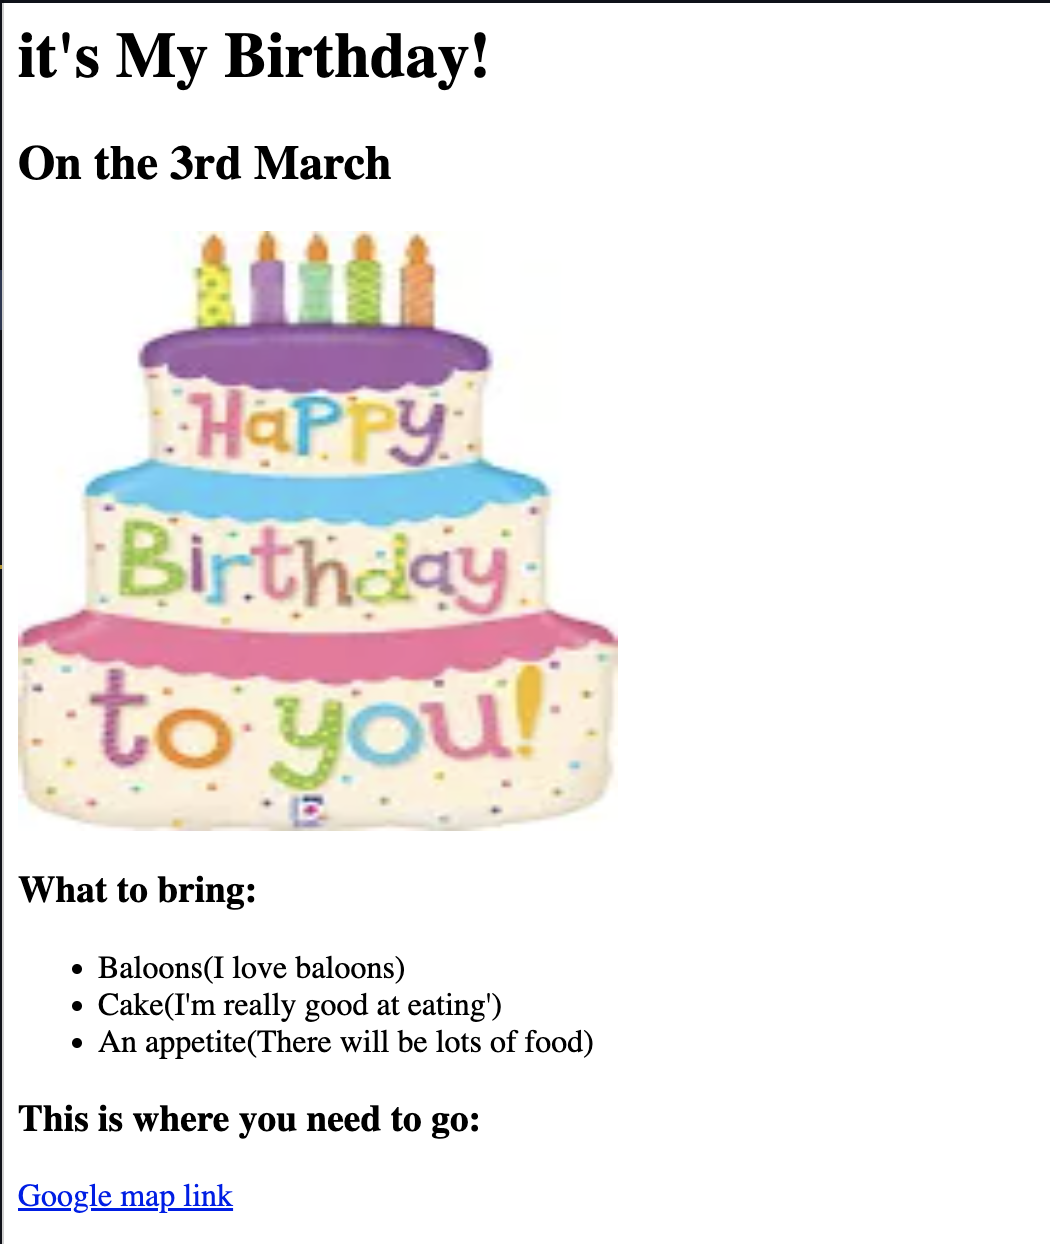 it's My Birthday!
On the 3rd March
Happy
Birthday
to you!
What to bring:
Baloons(I love baloons)
Cake(I'm really good at eating')
An appetite(There will be lots of food)
This is where you need to go:
Google map link